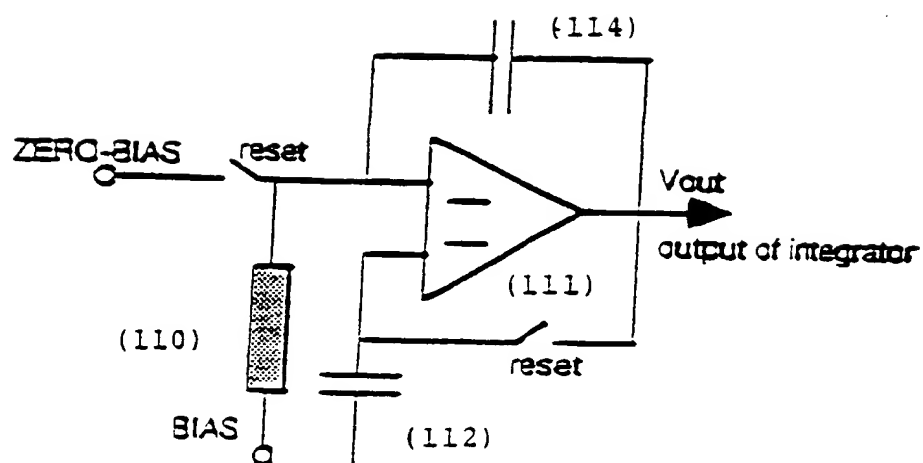 (114)
ZERO-BIAS
reset
Vout
output of integrator
(111)
(110)
reset
BIAS
(112)